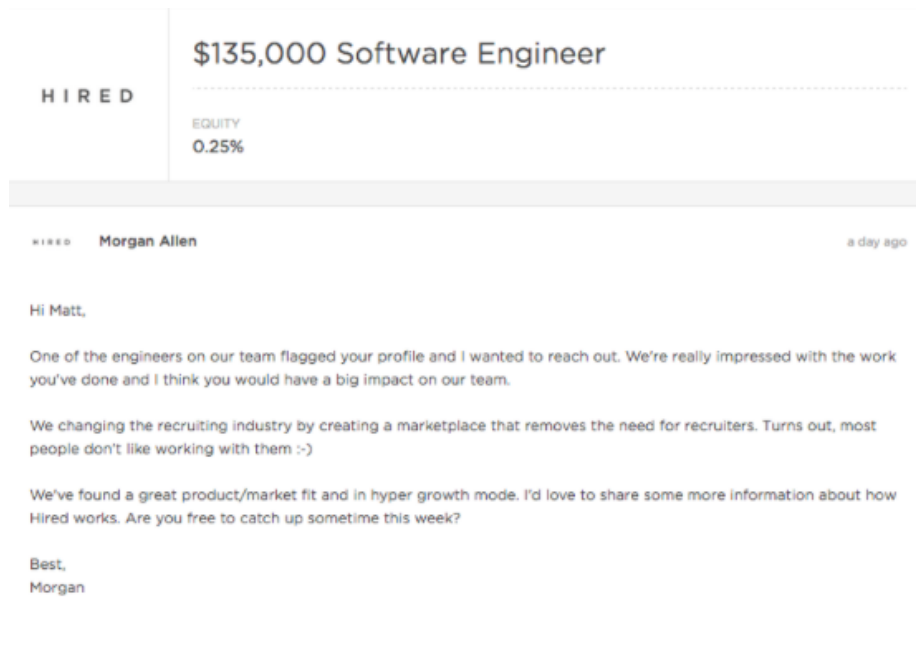 $135,000 Software Engineer
HIRED
EQUITY
0.25%
HIRED Morgan Allen a day ago
Hi Matt,
One of the engineers on our team flagged your profile and I wanted to reach out. We're really impressed with the work
you've done and I think you would have a big impact on our team.
We changing the recruiting industry by creating a marketplace that removes the need for recruiters. Turns out, most
people don't like working with them :-)
We've found a great product/market fit and in hyper growth mode. I'd love to share some more information about how
Hired works. Are you free to catch up sometime this week?
Best,
Morgan